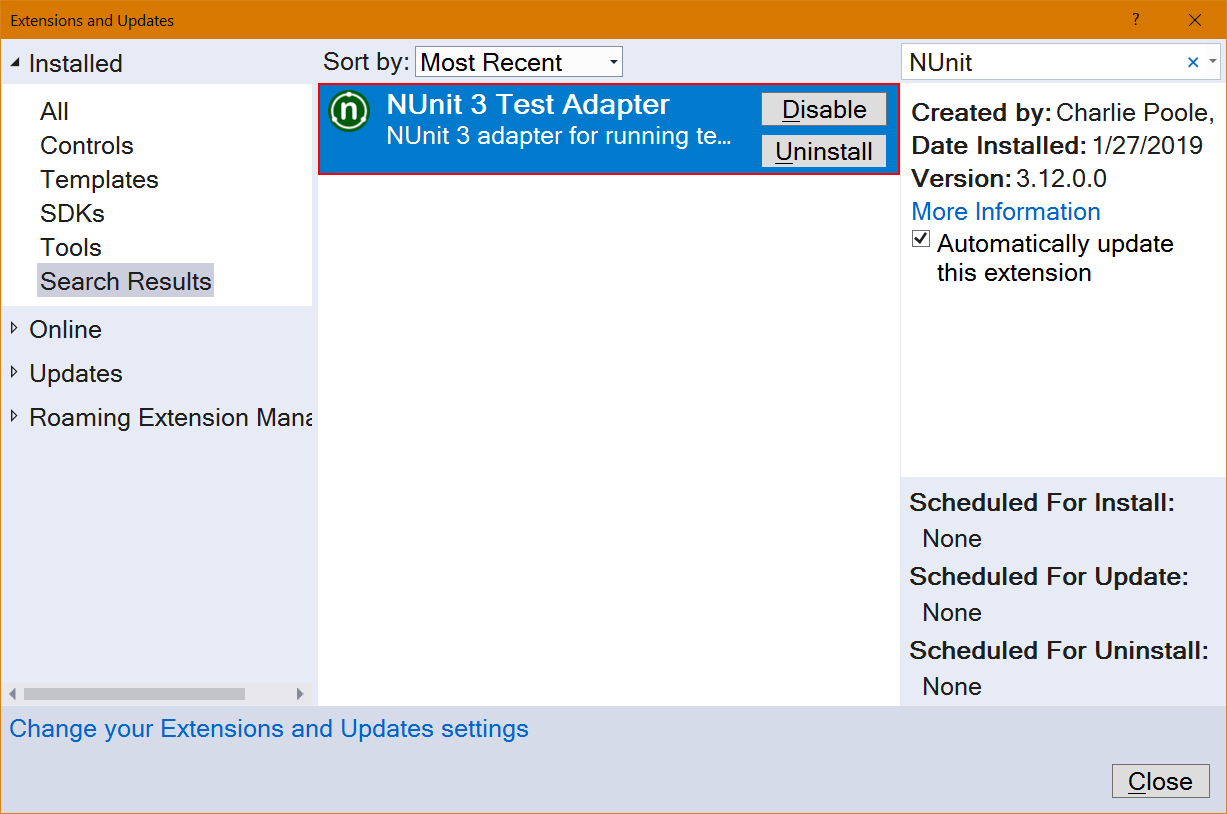 Extensions and Updates
?
Installed
All
Controls
Templates
SDKs
Tools
Search Results
Online
Updates
Roaming Extension Mana
Sort by: Most Recent
n
NUnit 3 Test Adapter
NUnit 3 adapter for running te...
Disable
Uninstall
NUnit
Created by: Charlie Poole,
Date Installed: 1/27/2019
Version: 3.12.0.0
More Information
Automatically update
this extension
Scheduled For Install:
None
Scheduled For Update:
None
Scheduled For Uninstall:
None
Change your Extensions and Updates settings
Close